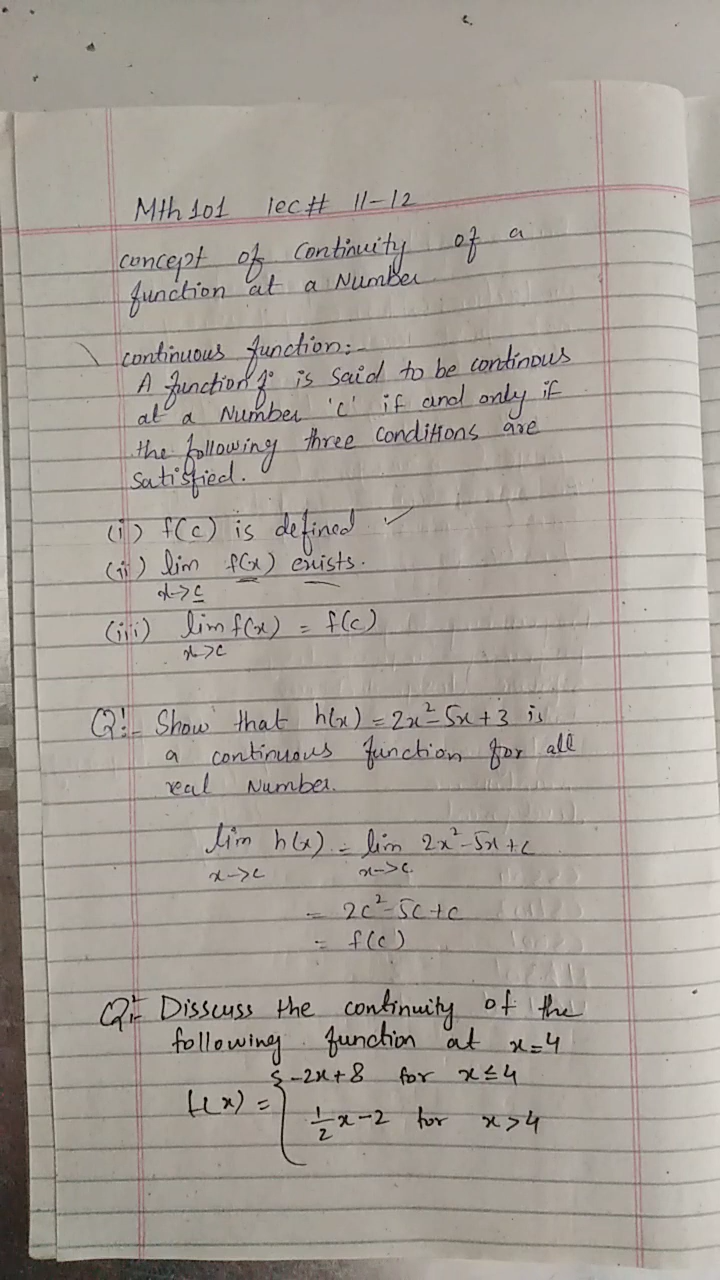 Mth 101 lec# 11-12
concept of continuity of a
function at a Number
continuous function:-
A function f is said to be continous
at a Number 'c' if and only if
the following three conditions are
satisfied.
(i) f(c) is defined ✓
(ii) lim f(x) exists.
x→c
(iii) lim f(x) = f(c)
x→c
Q1:- Show that h(x) = 2x²-5x+3 is
a continuous function for all
real Number.
lim h(x) = lim 2x²-5x+c
x→c x→c
= 2c²-5c+c
= f(c)
Q2:- Disscuss the continuity of the
following function at x=4
{-2x+8 for x≤4
f(x) =
1/2 x-2 for x>4